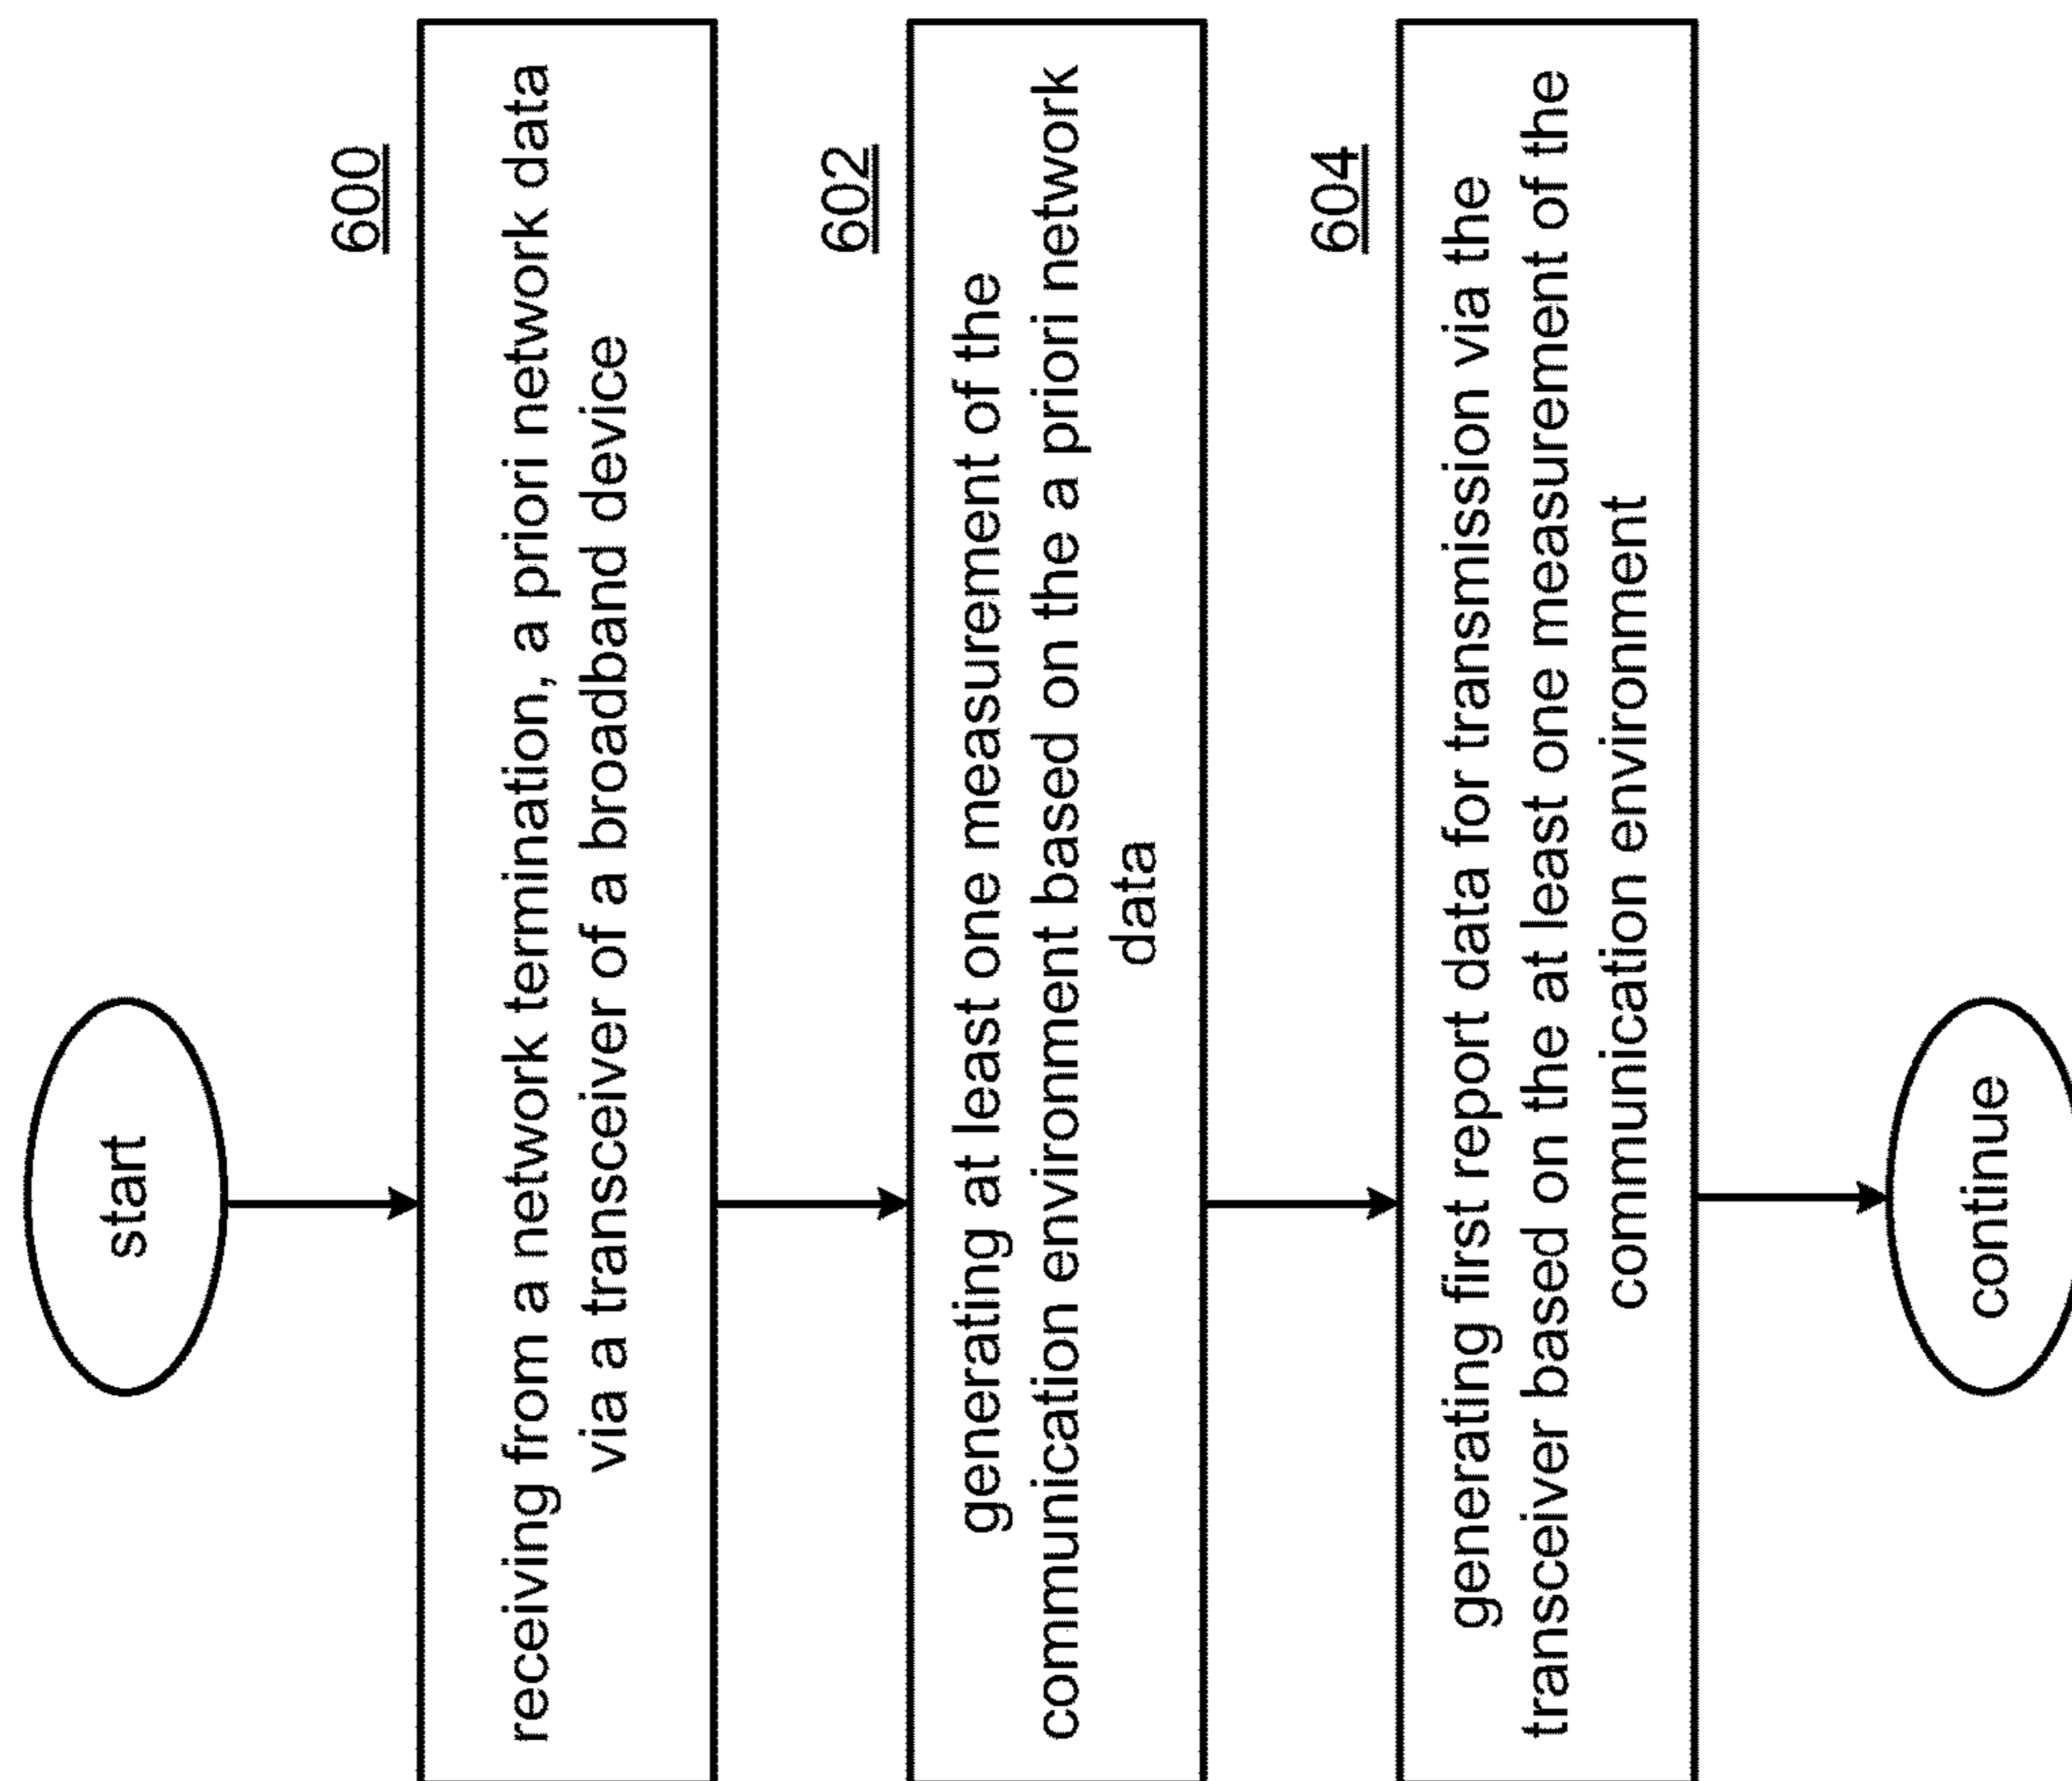 start
600
receiving from a network termination, a priori network data
via a transceiver of a broadband device
602
generating at least one measurement of the
communication environment based on the a priori network
data
604
generating first report data for transmission via the
transceiver based on the at least one measurement of the
communication environment
continue